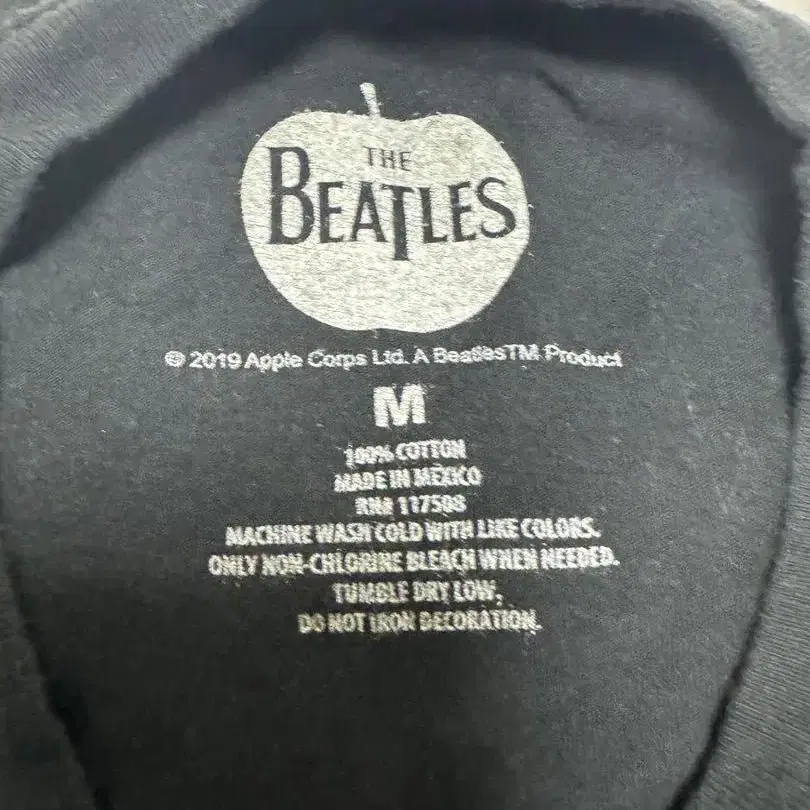 THE
BEATLES
© 2019 Apple Corps Ltd. A BeatlesTM Product
M
100% COTTON
MADE IN MEXICO
RN# 117508
MACHINE WASH COLD WITH LIKE COLORS.
ONLY NON-CHLORINE BLEACH WHEN NEEDED.
TUMBLE DRY LOW,
DO NOT IRON DECORATION.